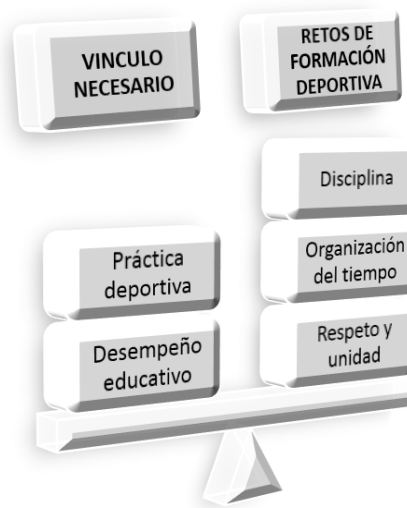 VINCULO
NECESARIO
RETOS DE
FORMACIÓN
DEPORTIVA
Práctica
deportiva
Desempeño
educativo
Disciplina
Organización
del tiempo
Respeto y
unidad